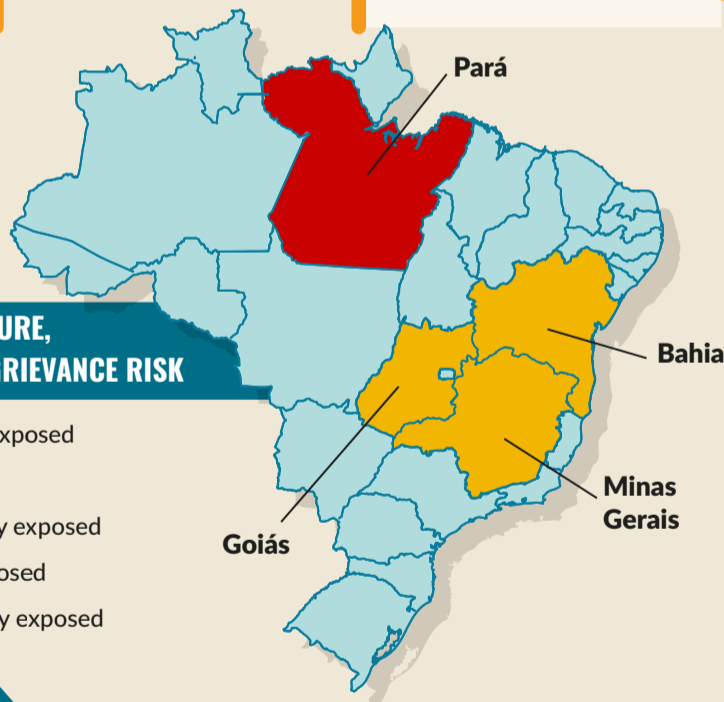 Pará
URE,
RIEVANCE RISK
Bahia
xposed
Minas
Gerais
y exposed
Goiás
osed
y exposed